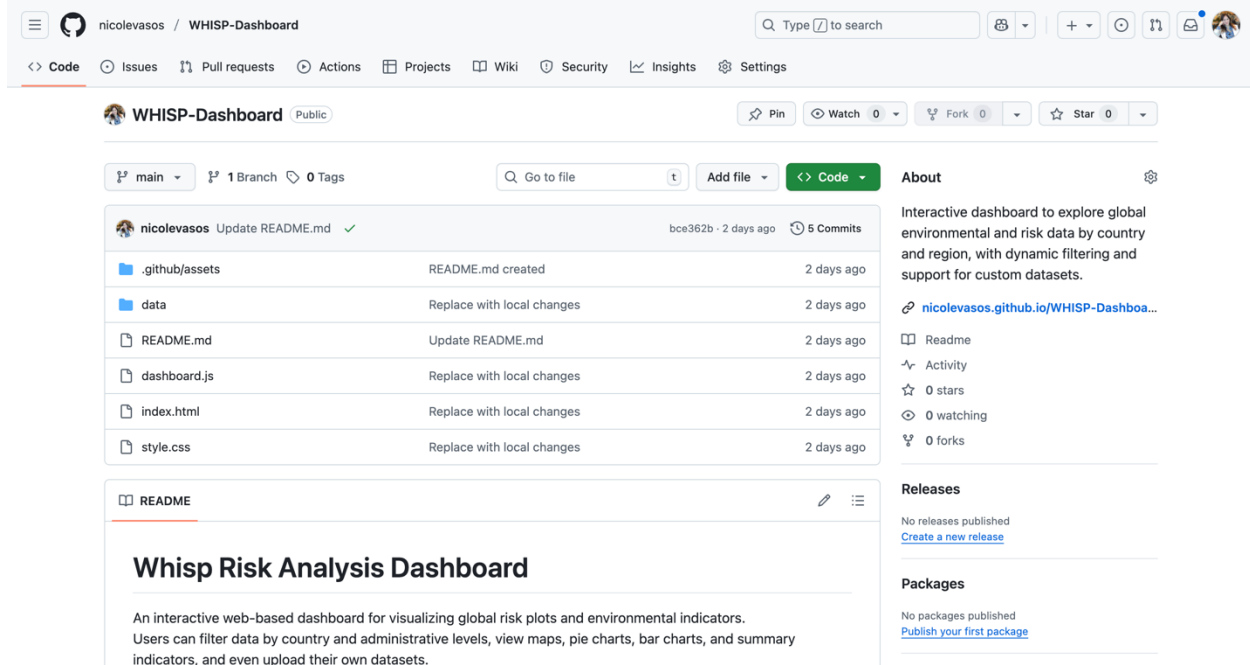 nicolevasos / WHISP-Dashboard
Type / to search
Code Issues Pull requests Actions Projects Wiki Security Insights Settings
WHISP-Dashboard Public
Pin Watch 0 Fork 0 Star 0
main 1 Branch 0 Tags Go to file t Add file Code
nicolevasos Update README.md bce362b · 2 days ago 5 Commits
.github/assets README.md created 2 days ago
data Replace with local changes 2 days ago
README.md Update README.md 2 days ago
dashboard.js Replace with local changes 2 days ago
index.html Replace with local changes 2 days ago
style.css Replace with local changes 2 days ago
README
Whisp Risk Analysis Dashboard
An interactive web-based dashboard for visualizing global risk plots and environmental indicators.
Users can filter data by country and administrative levels, view maps, pie charts, bar charts, and summary
indicators, and even upload their own datasets.
About
Interactive dashboard to explore global
environmental and risk data by country
and region, with dynamic filtering and
support for custom datasets.
nicolevasos.github.io/WHISP-Dashboa...
Readme
Activity
0 stars
0 watching
0 forks
Releases
No releases published
Create a new release
Packages
No packages published
Publish your first package